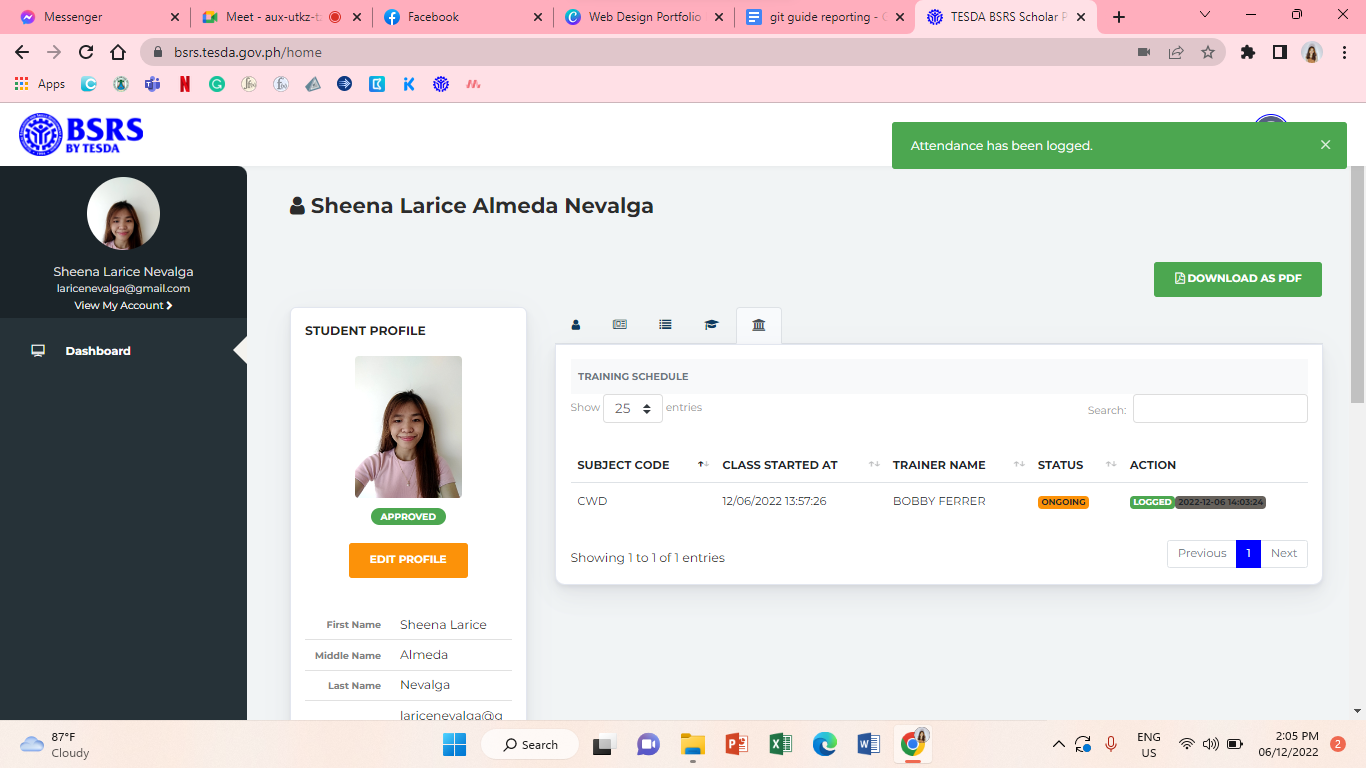 Messenger
Meet - aux-utkz-t
Facebook
Web Design Portfolio
git guide reporting -
TESDA BSRS Scholar P
bsrs.tesda.gov.ph/home
Apps
BSRS
BY TESDA
Attendance has been logged.
Sheena Larice Almeda Nevalga
Sheena Larice Nevalga
laricenevalga@gmail.com
View My Account
Dashboard
DOWNLOAD AS PDF
STUDENT PROFILE
APPROVED
EDIT PROFILE
First Name Sheena Larice
Middle Name Almeda
Last Name Nevalga
laricenevalga@g
TRAINING SCHEDULE
Show 25 entries
Search:
SUBJECT CODE CLASS STARTED AT TRAINER NAME STATUS ACTION
CWD 12/06/2022 13:57:26 BOBBY FERRER ONGOING LOGGED 2022-12-06 14:03:24
Showing 1 to 1 of 1 entries
Previous 1 Next
87°F
Cloudy
Search
ENG
US
2:05 PM
06/12/2022
2